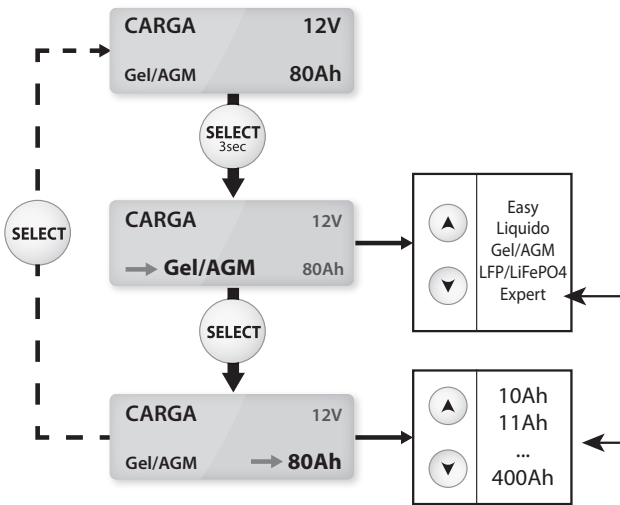 CARGA 12V
Gel/AGM 80Ah
SELECT
3sec
CARGA 12V
Gel/AGM 80Ah
Easy
Liquido
Gel/AGM
LFP/LiFePO4
Expert
SELECT
SELECT
CARGA 12V
Gel/AGM 80Ah
10Ah
11Ah
...
400Ah